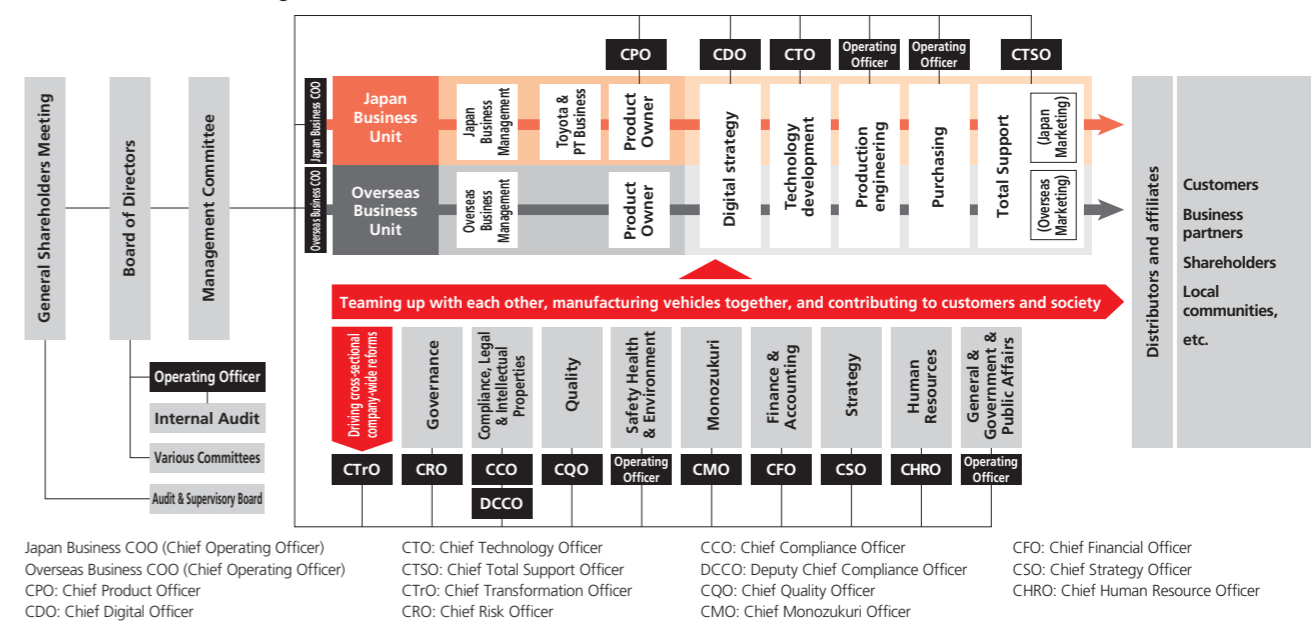 CPO
CDO
CTO
Operating
Officer
Operating
Officer
CTSO
General Shareholders Meeting
Board of Directors
Management Committee
Japan Business COO
Japan
Business
Unit
Japan
Business
Management
Toyota &
PT Business
Product
Owner
Overseas Business COO
Overseas
Business
Unit
Overseas
Business
Management
Product
Owner
Digital strategy
Technology
development
Production
engineering
Purchasing
Total Support
(Japan
Marketing)
(Overseas
Marketing)
Distributors and affiliates
Customers
Business
partners
Shareholders
Local
communities,
etc.
Teaming up with each other, manufacturing vehicles together, and contributing to customers and society
Operating Officer
Internal Audit
Various Committees
Audit & Supervisory Board
Driving cross-sectional
company-wide reforms
Governance
Compliance, Legal
& Intellectual
Properties
Quality
Safety Health
& Environment
Monozukuri
Finance &
Accounting
Strategy
Human
Resources
General &
Government &
Public Affairs
CTrO
CRO
CCO
DCCO
CQO
Operating
Officer
CMO
CFO
CSO
CHRO
Operating
Officer
Japan Business COO (Chief Operating Officer)
Overseas Business COO (Chief Operating Officer)
CPO: Chief Product Officer
CDO: Chief Digital Officer
CTO: Chief Technology Officer
CTSO: Chief Total Support Officer
CTrO: Chief Transformation Officer
CRO: Chief Risk Officer
CCO: Chief Compliance Officer
DCCO: Deputy Chief Compliance Officer
CQO: Chief Quality Officer
CMO: Chief Monozukuri Officer
CFO: Chief Financial Officer
CSO: Chief Strategy Officer
CHRO: Chief Human Resource Officer